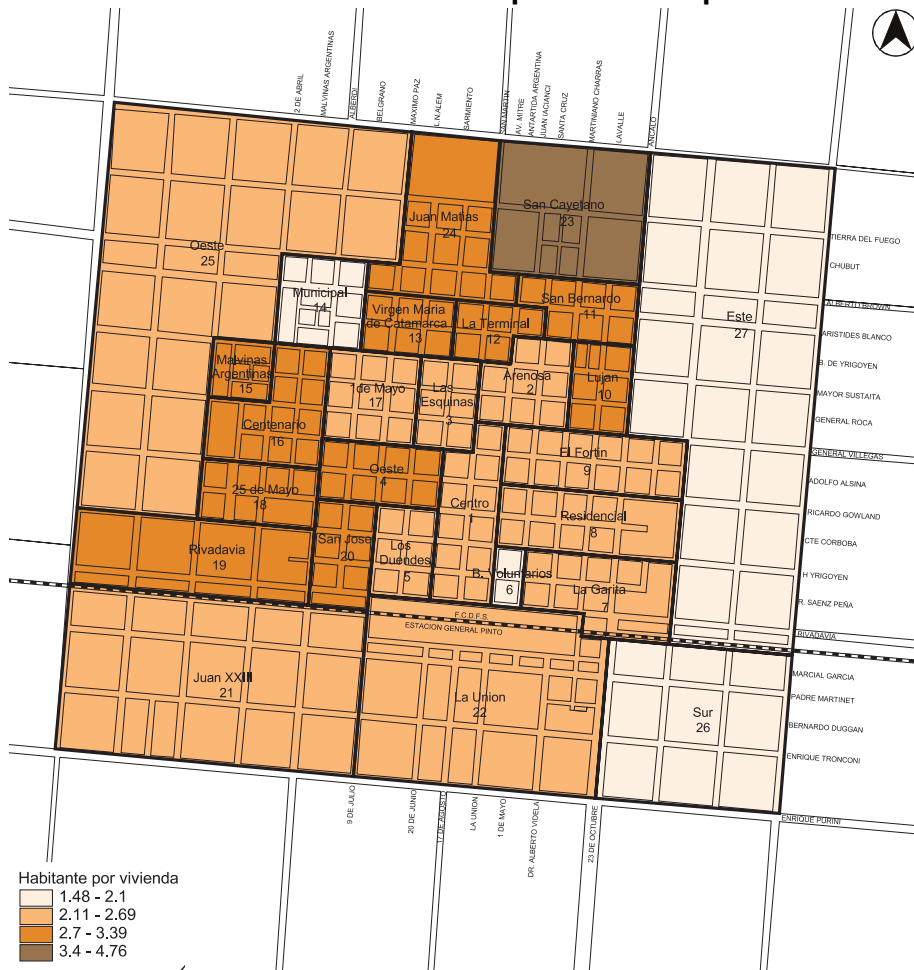 2 DE ABRIL
MALVINAS ARGENTINAS
ALBERDI
BELGRANO
MAXIMO PAZ
L.N.ALEM
SARMIENTO
SAN MARTIN
AV. MITRE
ANTARTIDA ARGENTINA
JUAN IACIANCI
SANTA CRUZ
MARTINIANO CHARRAS
LAVALLE
ANCALO
San Cayetano
23
Juan Matias
24
Oeste
25
TIERRA DEL FUEGO
CHUBUT
Municipal
14
San Bernardo
11
ALBERTO BROWN
Virgen Maria
de Catamarca
13
La Terminal
12
Este
27
ARISTIDES BLANCO
B. DE YRIGOYEN
Malvinas
Argentinas
15
1de Mayo
17
Las
Esquinas
3
Arenosa
2
Lujan
10
MAYOR SUSTAITA
GENERAL ROCA
Centenario
16
El Fortin
9
GENERAL VILLEGAS
Oeste
4
ADOLFO ALSINA
25 de Mayo
18
Centro
1
Residencial
8
RICARDO GOWLAND
CTE CORBOBA
Rivadavia
19
San Jose
20
Los
Duendes
5
B. Voluntarios
6
La Garita
7
H YRIGOYEN
R. SAENZ PEÑA
F.C.D.F.S.
ESTACION GENERAL PINTO
RIVADAVIA
Juan XXIII
21
La Union
22
Sur
26
MARCIAL GARCIA
PADRE MARTINET
BERNARDO DUGGAN
ENRIQUE TRONCONI
ENRIQUE PURINI
9 DE JULIO
20 DE JUNIO
17 DE AGOSTO
LA UNION
1 DE MAYO
DR. ALBERTO VIDELA
23 DE OCTUBRE
Habitante por vivienda
1.48 - 2.1
2.11 - 2.69
2.7 - 3.39
3.4 - 4.76